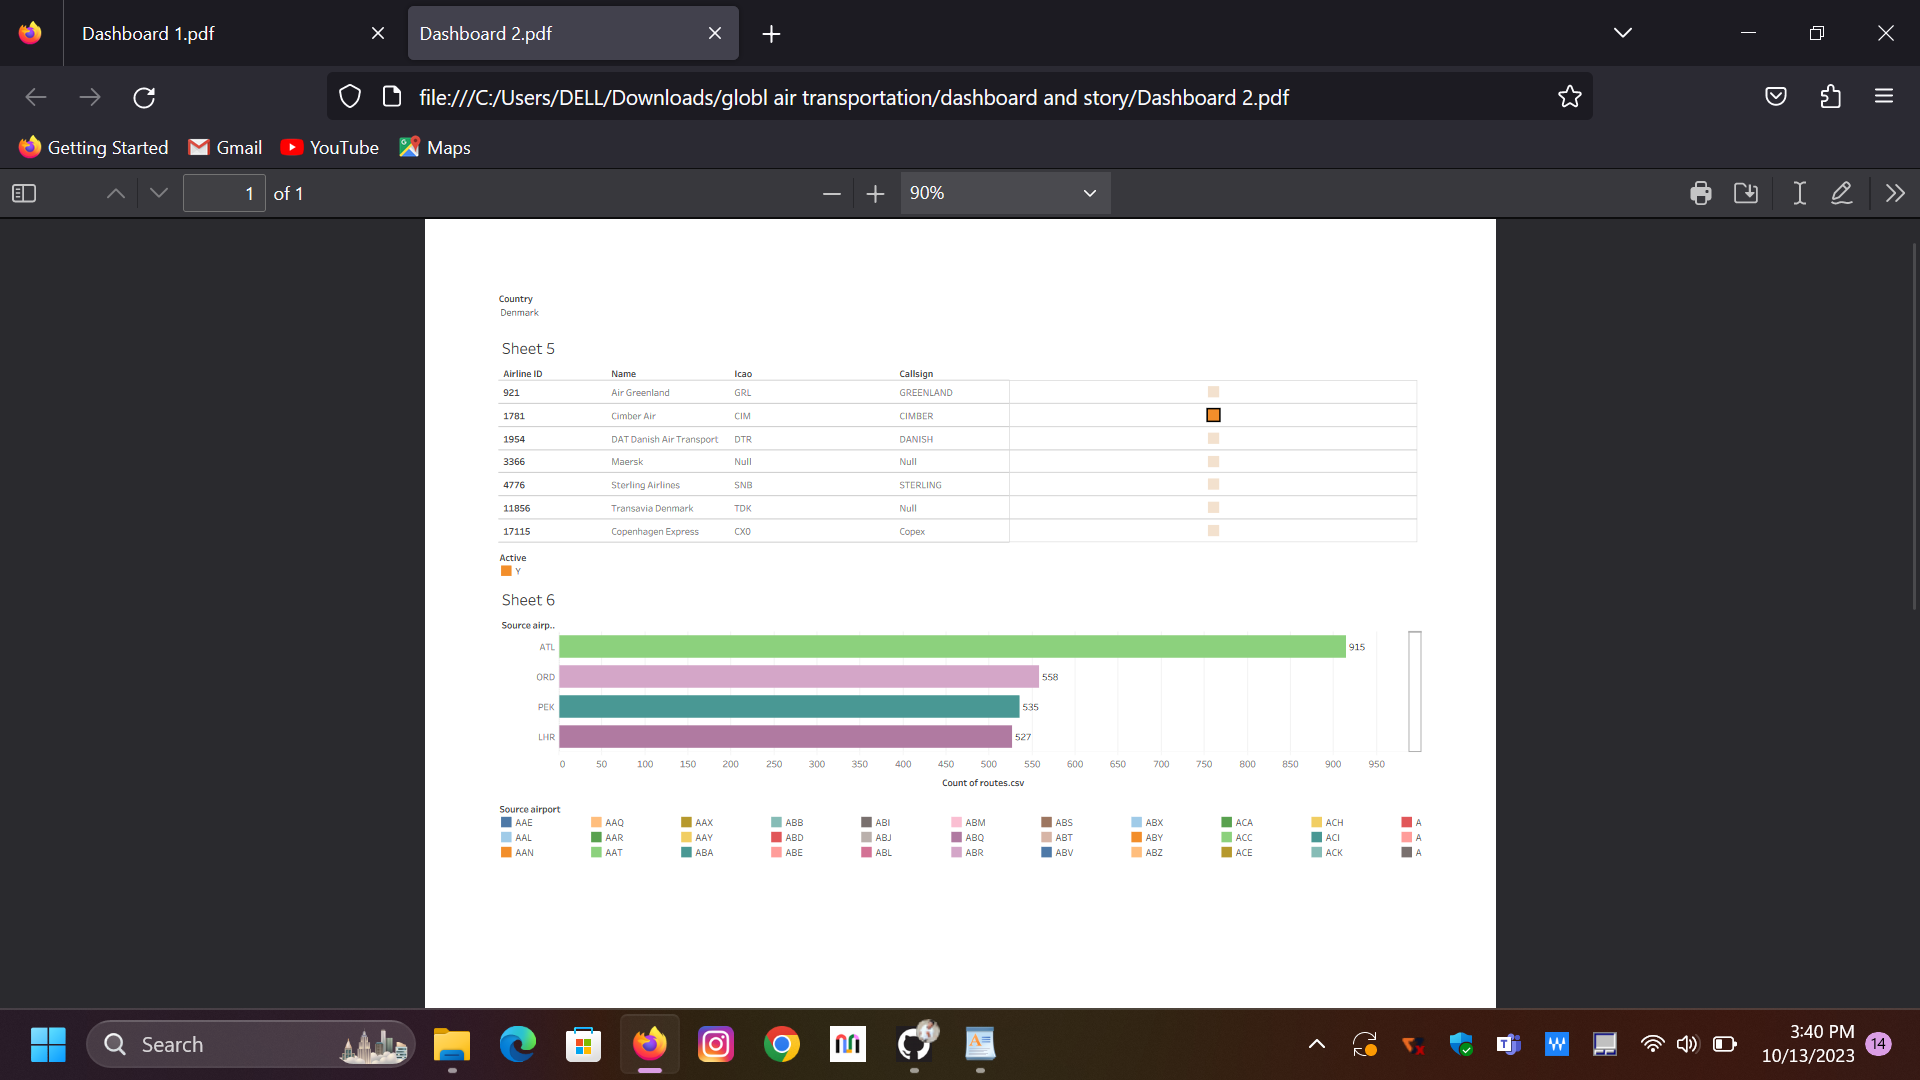 Dashboard 1.pdf
Dashboard 2.pdf
file:///C:/Users/DELL/Downloads/globl air transportation/dashboard and story/Dashboard 2.pdf
Getting Started Gmail YouTube Maps
1 of 1 90%
Country
Denmark
Sheet 5
Airline ID Name Icao Callsign
921 Air Greenland GRL GREENLAND
1781 Cimber Air CIM CIMBER
1954 DAT Danish Air Transport DTR DANISH
3366 Maersk Null Null
4776 Sterling Airlines SNB STERLING
11856 Transavia Denmark TDK Null
17115 Copenhagen Express CX0 Copex
Active
Y
Sheet 6
Source airp..
ATL 915
ORD 558
PEK 535
LHR 527
0 50 100 150 200 250 300 350 400 450 500 550 600 650 700 750 800 850 900 950
Count of routes.csv
Source airport
AAE AAQ AAX ABB ABI ABM ABS ABX ACA ACH A
AAL AAR AAY ABD ABJ ABQ ABT ABY ACC ACI A
AAN AAT ABA ABE ABL ABR ABV ABZ ACE ACK A
Search
3:40 PM
10/13/2023
14